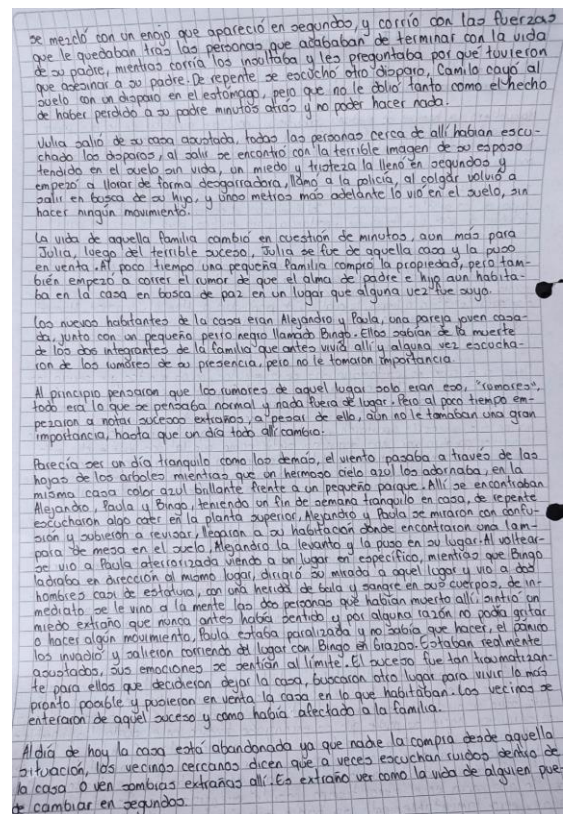 se mezcló con un enojo que apareció en segundos, y corrió con las fuerzas
que le quedaban tras las personas que acababan de terminar con la vida
de su padre, mientras corría los insultaba y les preguntaba por qué tuvieron
que asesinar a su padre. De repente se escuchó otro disparo, Camilo cayó al
suelo con un disparo en el estómago, pero que no le dolió tanto como el hecho
de haber perdido a su padre minutos atrás y no poder hacer nada.
Julia salió de su casa asustada, todas las personas cerca de allí habían escu-
chado los disparos, al salir se encontró con la terrible imagen de su esposo
tendido en el suelo sin vida, un miedo y tristeza la llenó en segundos y
empezó a llorar de forma desgarradora, llamó a la policía, al colgar volvió a
salir en busca de su hijo, y unos metros más adelante lo vió en el suelo, sin
hacer ningún movimiento.
La vida de aquella familia cambió en cuestión de minutos, aun más para
Julia, luego del terrible suceso, Julia se fue de aquella casa y la puso
en venta. Al poco tiempo una pequeña familia compró la propiedad, pero tam-
bién empezó a correr el rumor de que el alma de padre e hijo aun habita-
ba en la casa en busca de paz en un lugar que alguna vez fue suyo.
Los nuevos habitantes de la casa eran Alejandro y Paula, una pareja joven casa-
da, junto con un pequeño perro negro llamado Bingo. Ellos sabían de la muerte
de los dos integrantes de la familia que antes vivía allí y alguna vez escucha-
ron de los rumores de su presencia, pero no le tomaron importancia.
Al principio pensaron que los rumores de aquel lugar solo eran eso, "rumores",
todo era lo que se pensaba normal y nada fuera de lugar. Pero al poco tiempo em-
pezaron a notar sucesos extraños, a pesar de ello, aún no le tomaban una gran
importancia, hasta que un día todo allí cambio.
Parecía ser un día tranquilo como los demás, el viento pasaba a través de las
hojas de los arboles mientras que un hermoso cielo azul los adornaba, en la
misma casa color azul brillante frente a un pequeño parque. Allí se encontraban
Alejandro, Paula y Bingo, teniendo un fin de semana tranquilo en casa, de repente
escucharon algo caer en la planta superior, Alejandro y Paula se miraron con confu-
sión y subieron a revisar, llegaron a su habitación donde encontraron una lam-
para de mesa en el suelo, Alejandro la levanto y la puso en su lugar. Al voltear-
se vio a Paula aterrorizada viendo a un lugar en específico, mientras que Bingo
ladraba en dirección al mismo lugar, dirigió su mirada a aquel lugar y vio a dos
hombres casi de estatura, con una herida de bala y sangre en sus cuerpos, de in-
mediato se le vino a la mente las dos personas que habían muerto allí, sintió un
miedo extraño que nunca antes había sentido y por alguna razón no podía gritar
o hacer algún movimiento, Paula estaba paralizada y no sabía que hacer, el pánico
los invadió y salieron corriendo del lugar con Bingo en brazos. Estaban realmente
asustados, sus emociones se sentían al límite. El suceso fue tan traumatizan-
te para ellos que decidieron dejar la casa, buscaron otro lugar para vivir lo más
pronto posible y pusieron en venta la casa en la que habitaban. Los vecinos se
enteraron de aquel suceso y como había afectado a la familia.
Al día de hoy la casa está abandonada ya que nadie la compra desde aquella
situación, los vecinos cercanos dicen que a veces escuchan ruidos dentro de
la casa o ven sombras extrañas allí. Es extraño ver como la vida de alguien pue-
de cambiar en segundos.